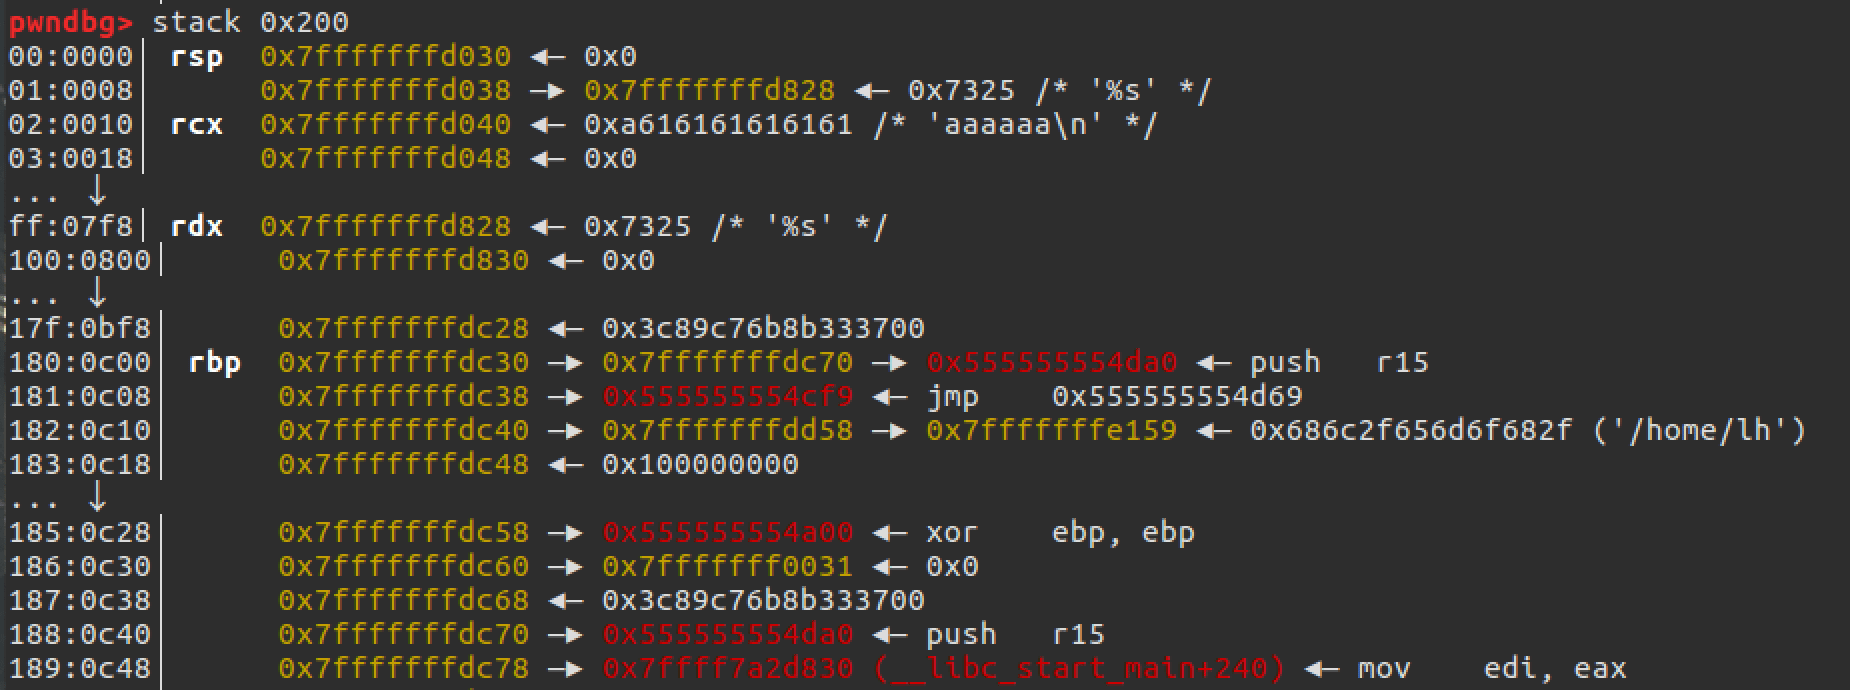 pwndbg> stack 0x200
00:0000│ rsp 0x7fffffffd030 ◂— 0x0
01:0008│ 0x7fffffffd038 —▸ 0x7fffffffd828 ◂— 0x7325 /* '%s' */
02:0010│ rcx 0x7fffffffd040 ◂— 0xa616161616161 /* 'aaaaaa\n' */
03:0018│ 0x7fffffffd048 ◂— 0x0
... ↓
ff:07f8│ rdx 0x7fffffffd828 ◂— 0x7325 /* '%s' */
100:0800│ 0x7fffffffd830 ◂— 0x0
... ↓
17f:0bf8│ 0x7fffffffdc28 ◂— 0x3c89c76b8b333700
180:0c00│ rbp 0x7fffffffdc30 —▸ 0x7fffffffdc70 —▸ 0x555555554da0 ◂— push r15
181:0c08│ 0x7fffffffdc38 —▸ 0x555555554cf9 ◂— jmp 0x555555554d69
182:0c10│ 0x7fffffffdc40 —▸ 0x7fffffffdd58 —▸ 0x7fffffffe159 ◂— 0x686c2f656d6f682f ('/home/lh')
183:0c18│ 0x7fffffffdc48 ◂— 0x100000000
... ↓
185:0c28│ 0x7fffffffdc58 —▸ 0x555555554a00 ◂— xor ebp, ebp
186:0c30│ 0x7fffffffdc60 —▸ 0x7fffffff0031 ◂— 0x0
187:0c38│ 0x7fffffffdc68 ◂— 0x3c89c76b8b333700
188:0c40│ 0x7fffffffdc70 —▸ 0x555555554da0 ◂— push r15
189:0c48│ 0x7fffffffdc78 —▸ 0x7ffff7a2d830 (__libc_start_main+240) ◂— mov edi, eax